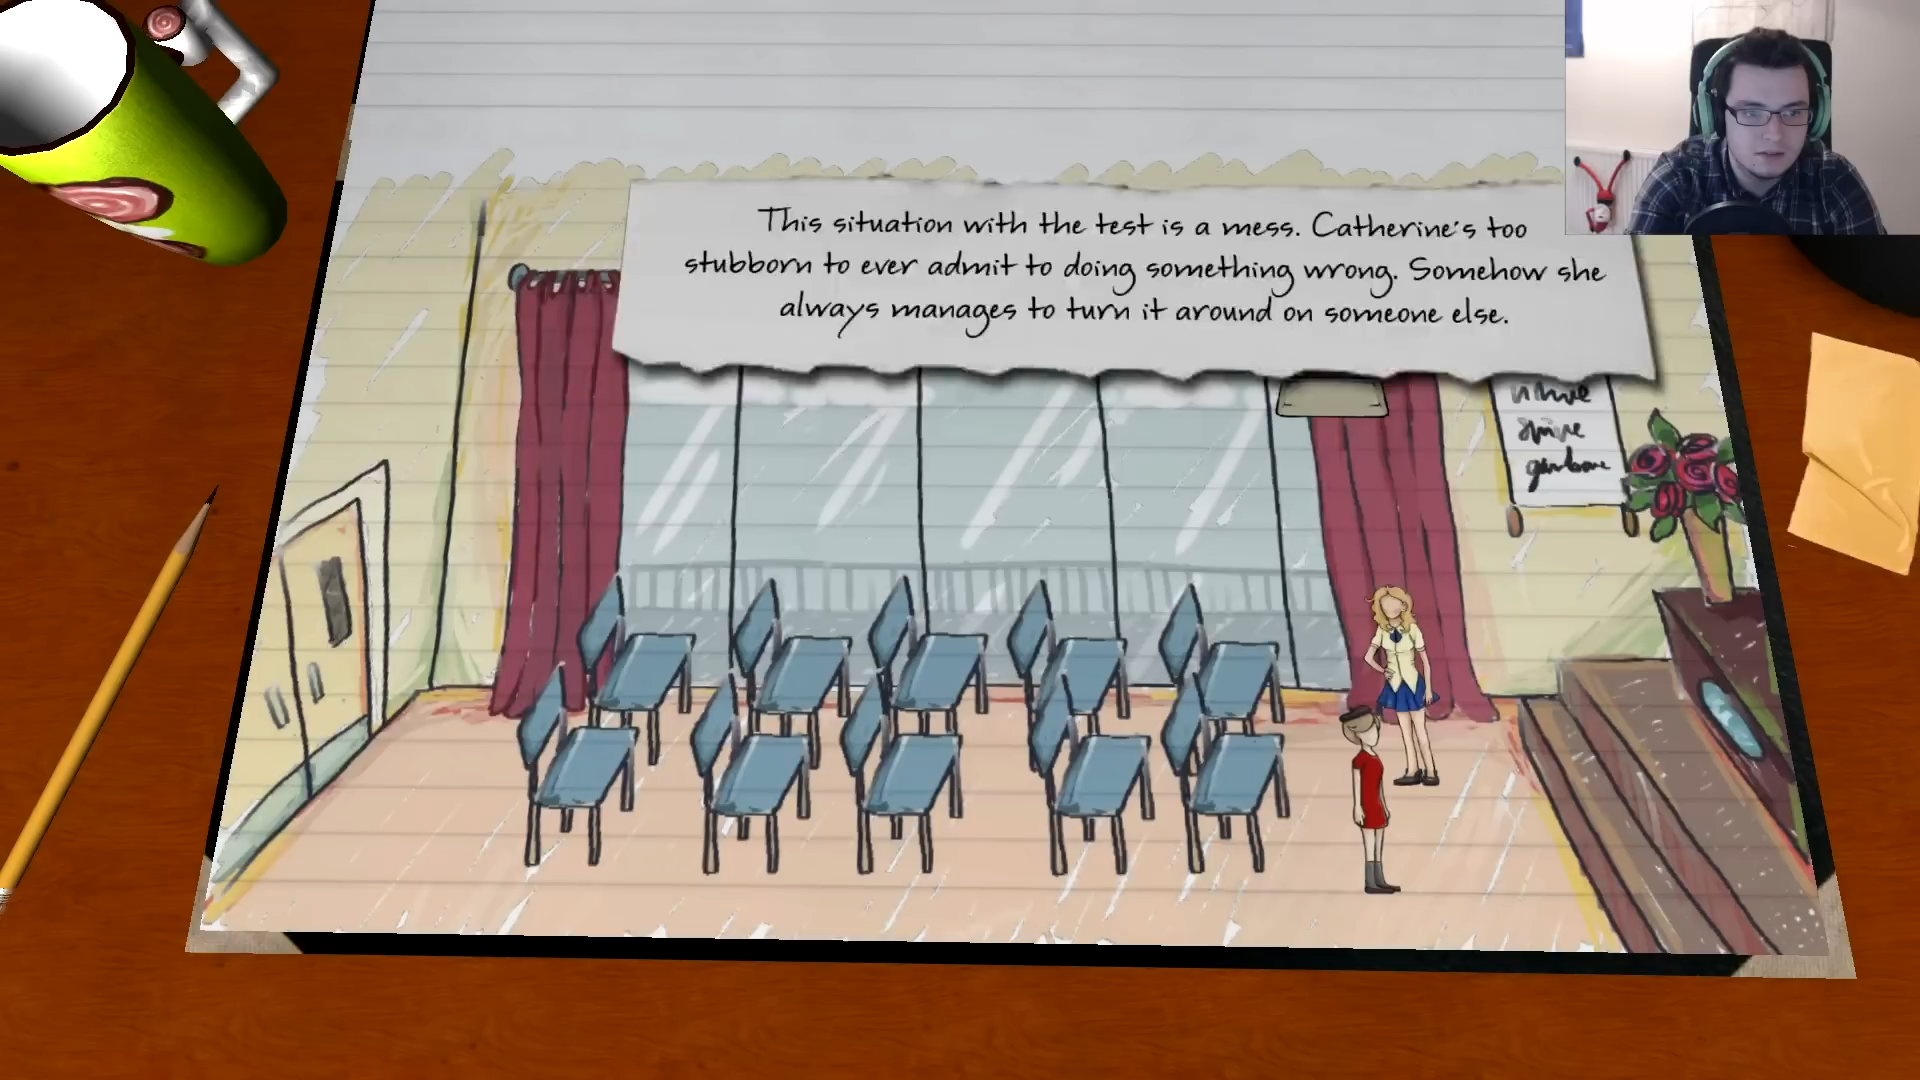 This situation with the test is a mess. Catherine's too
stubborn to ever admit to doing something wrong. Somehow she
always manages to turn it around on someone else.